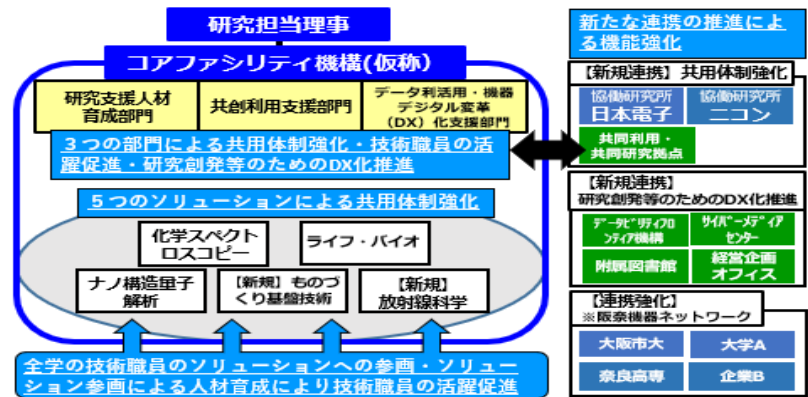 研究担当理事
コアファシリティ機構(仮称)
研究支援人材
育成部門
共創利用支援部門
データ利活用・機器
デジタル変革
(DX)化支援部門
3つの部門による共用体制強化・技術職員の活
躍促進・研究創発等のためのDX化推進
5つのソリューションによる共用体制強化
化学スペクト
ロスコピー
ライフ・バイオ
ナノ構造量子
解析
【新規】ものづ
くり基盤技術
【新規】
放射線科学
全学の技術職員のソリューションへの参画・ソリュー
ション参画による人材育成により技術職員の活躍促進
新たな連携の推進によ
る機能強化
【新規連携】共用体制強化
協働研究所
日本電子
協働研究所
ニコン
共同利用・
共同研究拠点
【新規連携】
研究創発等のためのDX化推進
データビリティフロ
ンティア機構
サイバーメディア
センター
附属図書館
経営企画
オフィス
【連携強化】
※阪奈機器ネットワーク
大阪市大
大学A
奈良高専
企業B